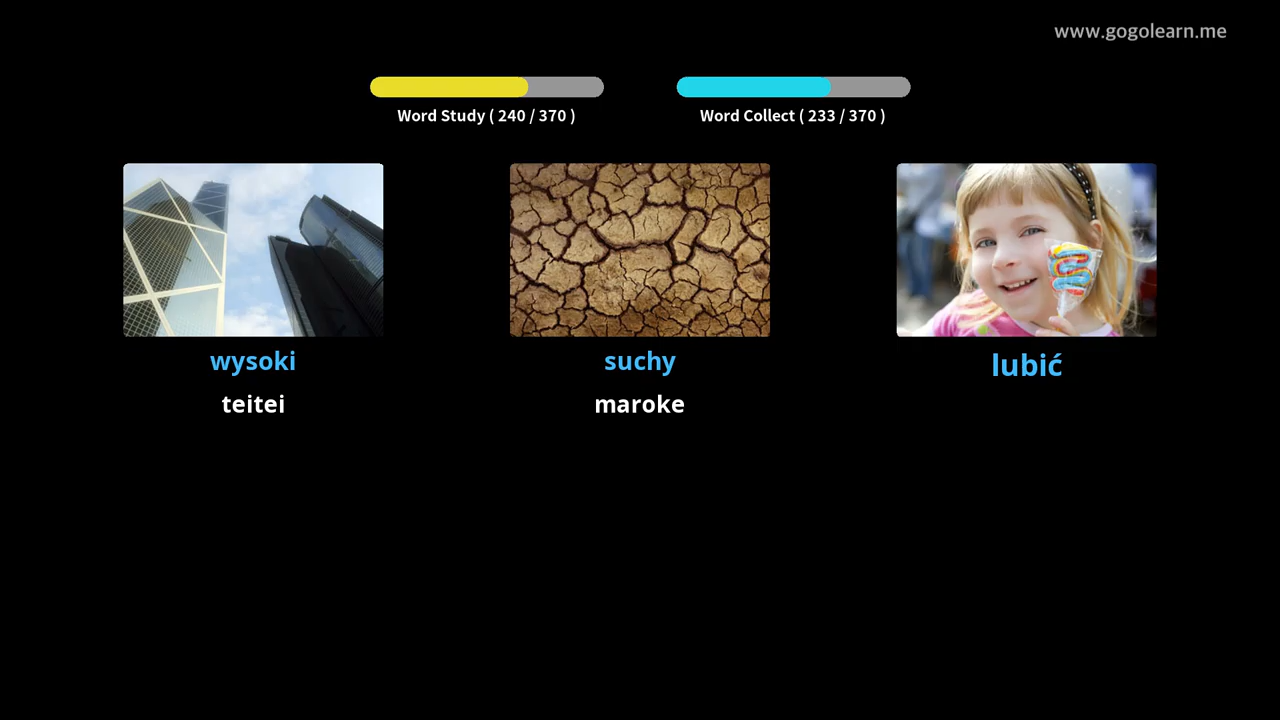 www.gogolearn.me
Word Study ( 240 / 370 )
Word Collect ( 233 / 370 )
wysoki
teitei
suchy
maroke
lubić